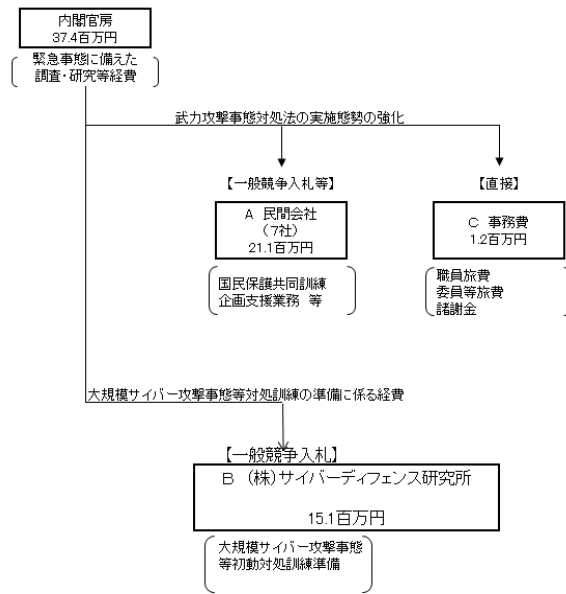 内閣官房
37.4百万円
緊急事態に備えた
調査・研究等経費
武力攻撃事態対処法の実施態勢の強化
【一般競争入札等】
【直接】
A 民間会社
（7社）
21.1百万円
C 事務費
1.2百万円
国民保護共同訓練
企画支援業務 等
職員旅費
委員等旅費
諸謝金
大規模サイバー攻撃事態等対処訓練の準備に係る経費
【一般競争入札】
B （株）サイバーディフェンス研究所
15.1百万円
大規模サイバー攻撃事態
等初動対処訓練準備